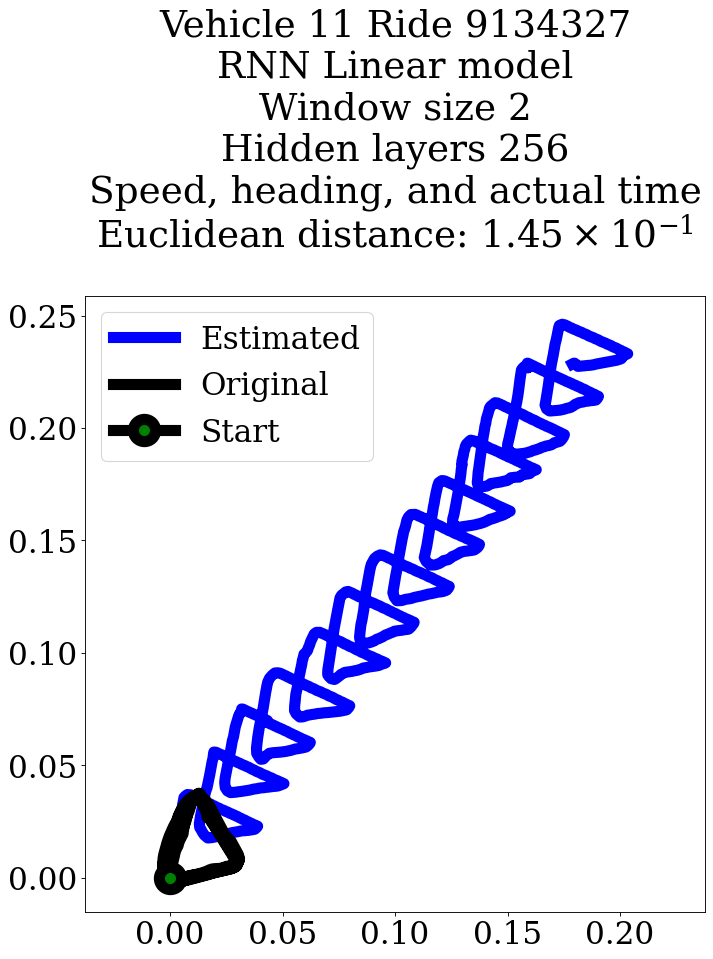 Vehicle 11 Ride 9134327
RNN Linear model
Window size 2
Hidden layers 256
Speed, heading, and actual time
Euclidean distance: 1.45 × 10⁻¹
Estimated
Original
Start
0.25
0.20
0.15
0.10
0.05
0.00
0.00 0.05 0.10 0.15 0.20